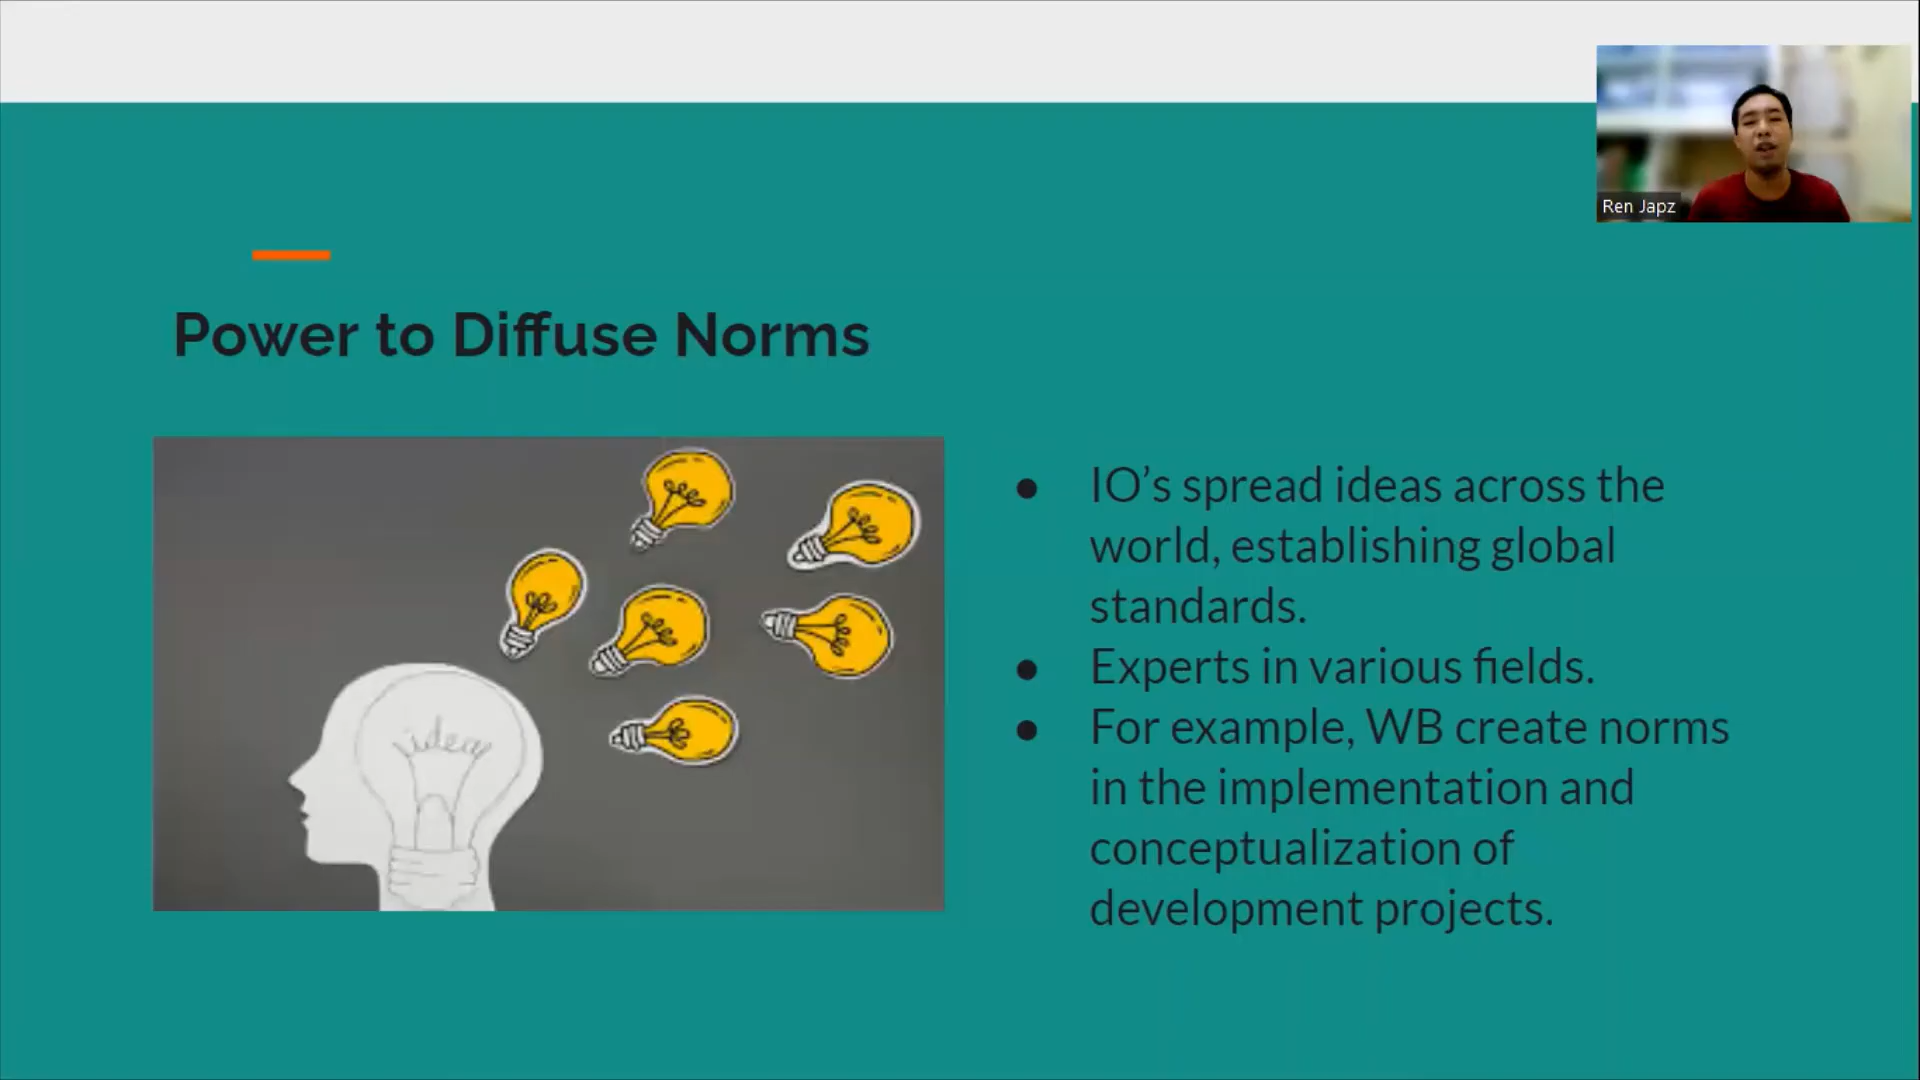 Ren Japz
Power to Diffuse Norms
idea
● IO’s spread ideas across the
world, establishing global
standards.
● Experts in various fields.
● For example, WB create norms
in the implementation and
conceptualization of
development projects.